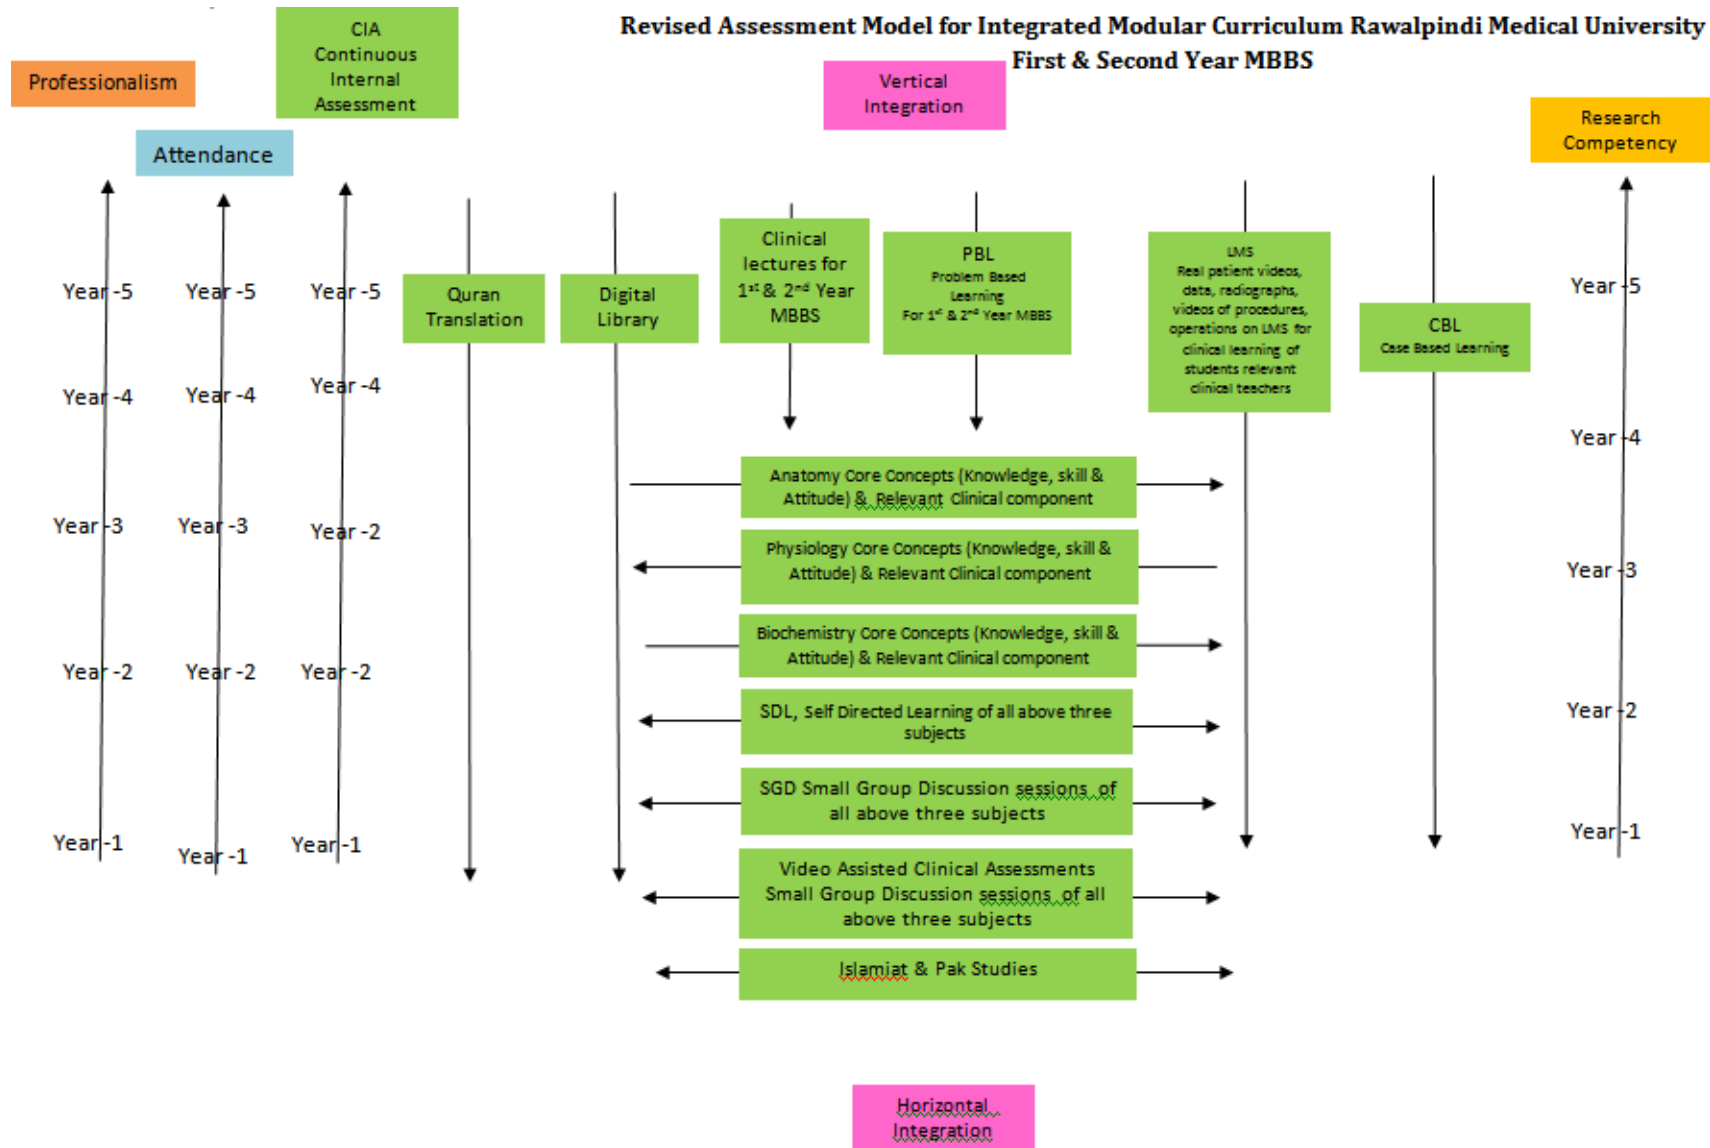 Revised Assessment Model for Integrated Modular Curriculum Rawalpindi Medical University
First & Second Year MBBS
Professionalism
Attendance
CIA
Continuous
Internal
Assessment
Vertical
Integration
Research
Competency
Year -5
Year -4
Year -3
Year -2
Year -1
Year -5
Year -4
Year -3
Year -2
Year -1
Year -5
Year -4
Year -2
Year -2
Year -1
Quran
Translation
Digital
Library
Clinical
lectures for
1st & 2nd Year
MBBS
PBL
Problem Based
Learning
For 1st & 2nd Year MBBS
LMS
Real patient videos,
data, radiographs,
videos of procedures,
operations on LMS for
clinical learning of
students relevant
clinical teachers
CBL
Case Based Learning
Year -5
Year -4
Year -3
Year -2
Year -1
Anatomy Core Concepts (Knowledge, skill &
Attitude) & Relevant Clinical component
Physiology Core Concepts (Knowledge, skill &
Attitude) & Relevant Clinical component
Biochemistry Core Concepts (Knowledge, skill &
Attitude) & Relevant Clinical component
SDL, Self Directed Learning of all above three
subjects
SGD Small Group Discussion sessions of
all above three subjects
Video Assisted Clinical Assessments
Small Group Discussion sessions of all
above three subjects
Islamiat & Pak Studies
Horizontal
Integration